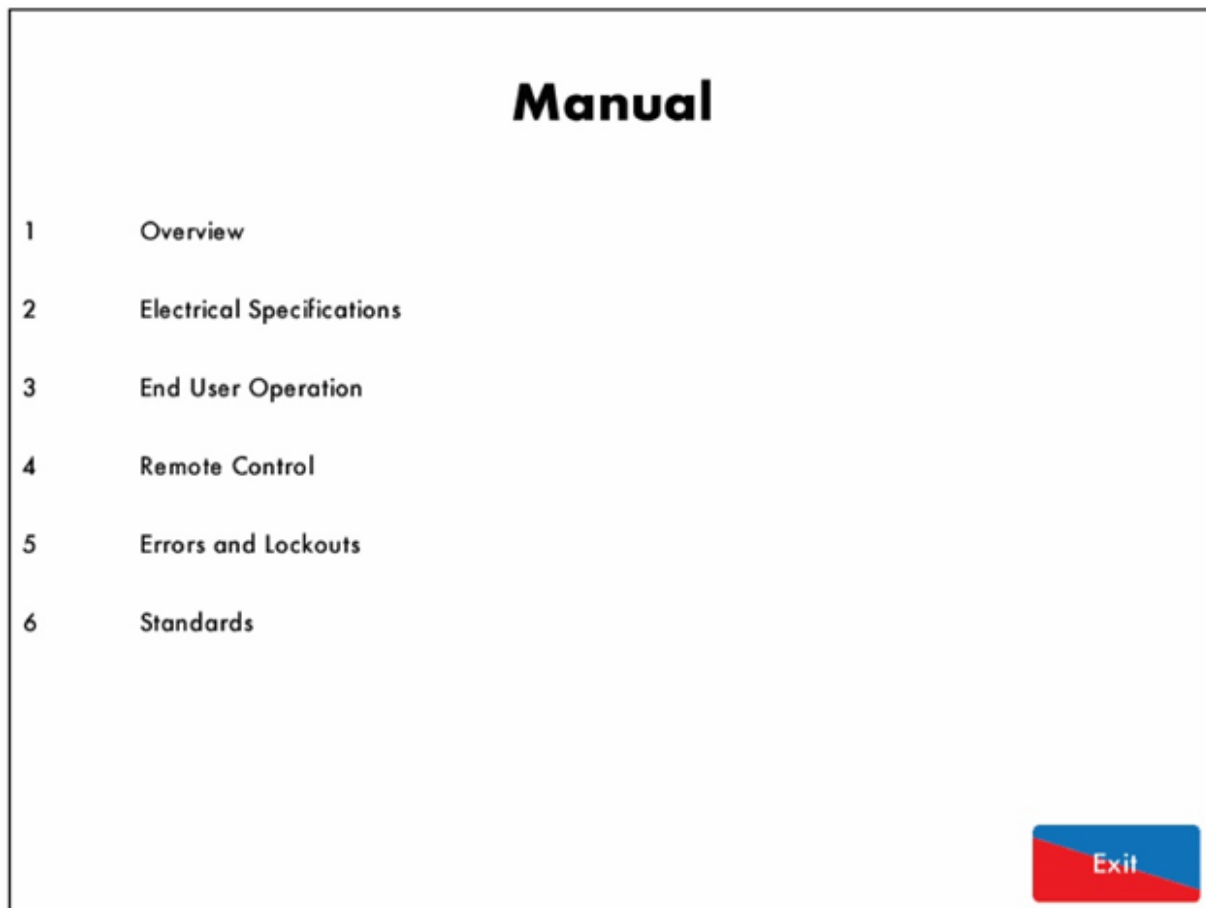 Manual
1 Overview
2 Electrical Specifications
3 End User Operation
4 Remote Control
5 Errors and Lockouts
6 Standards
Exit